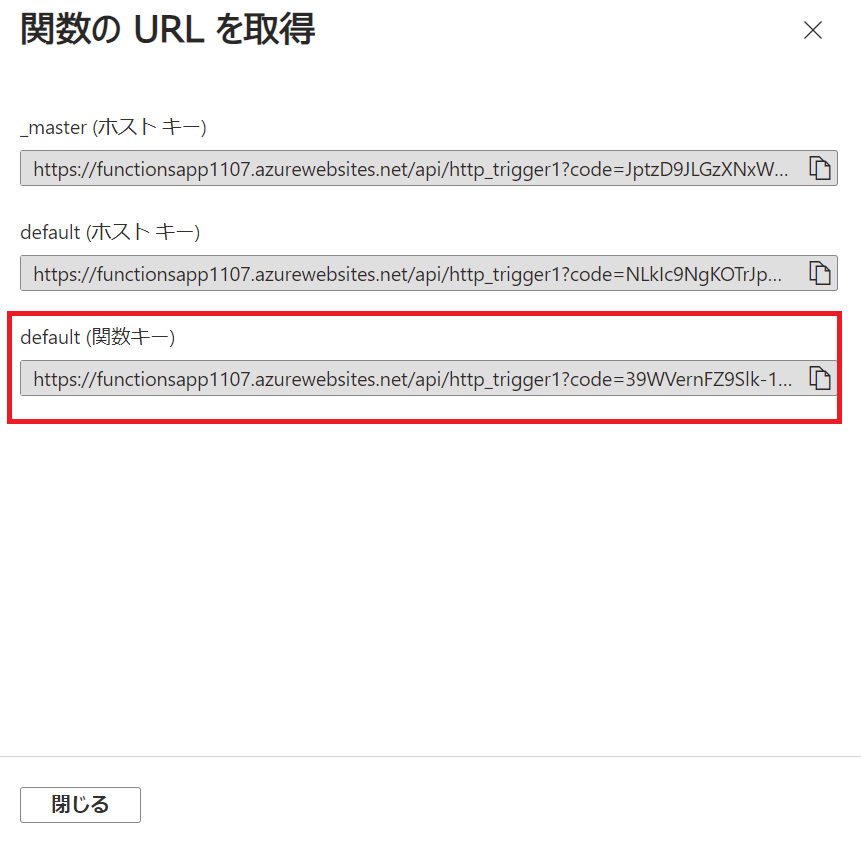 関数の URL を取得
_master (ホスト キー)
https://functionsapp1107.azurewebsites.net/api/http_trigger1?code=JptzD9JLGzXNxW...
default (ホスト キー)
https://functionsapp1107.azurewebsites.net/api/http_trigger1?code=NLkIc9NgKOTrJp...
default (関数キー)
https://functionsapp1107.azurewebsites.net/api/http_trigger1?code=39WVernFZ9Slk-1...
閉じる